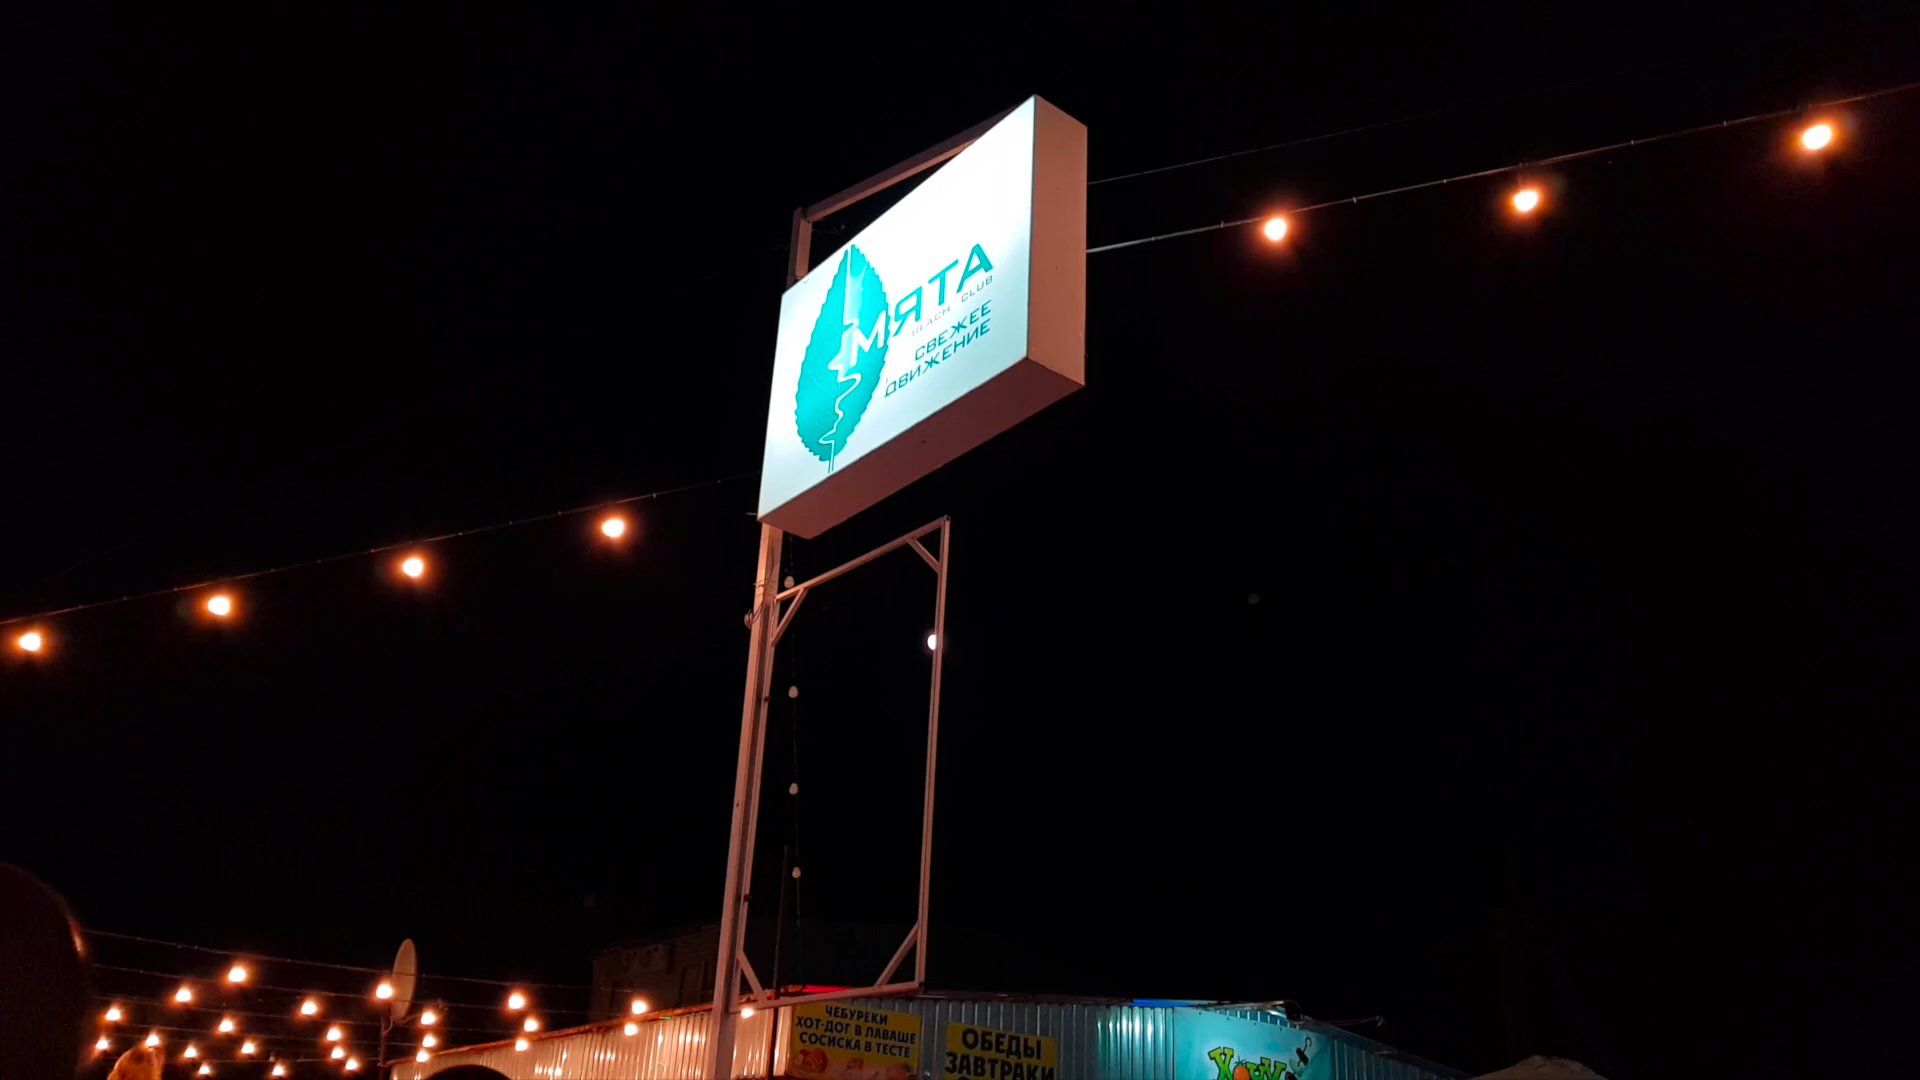 МЯТА
BEACH CLUB
СВЕЖЕЕ
ДВИЖЕНИЕ
ЧЕБУРЕКИ
ХОТ-ДОГ В ЛАВАШЕ
СОСИСКА В ТЕСТЕ
ОБЕДЫ
ЗАВТРАКИ